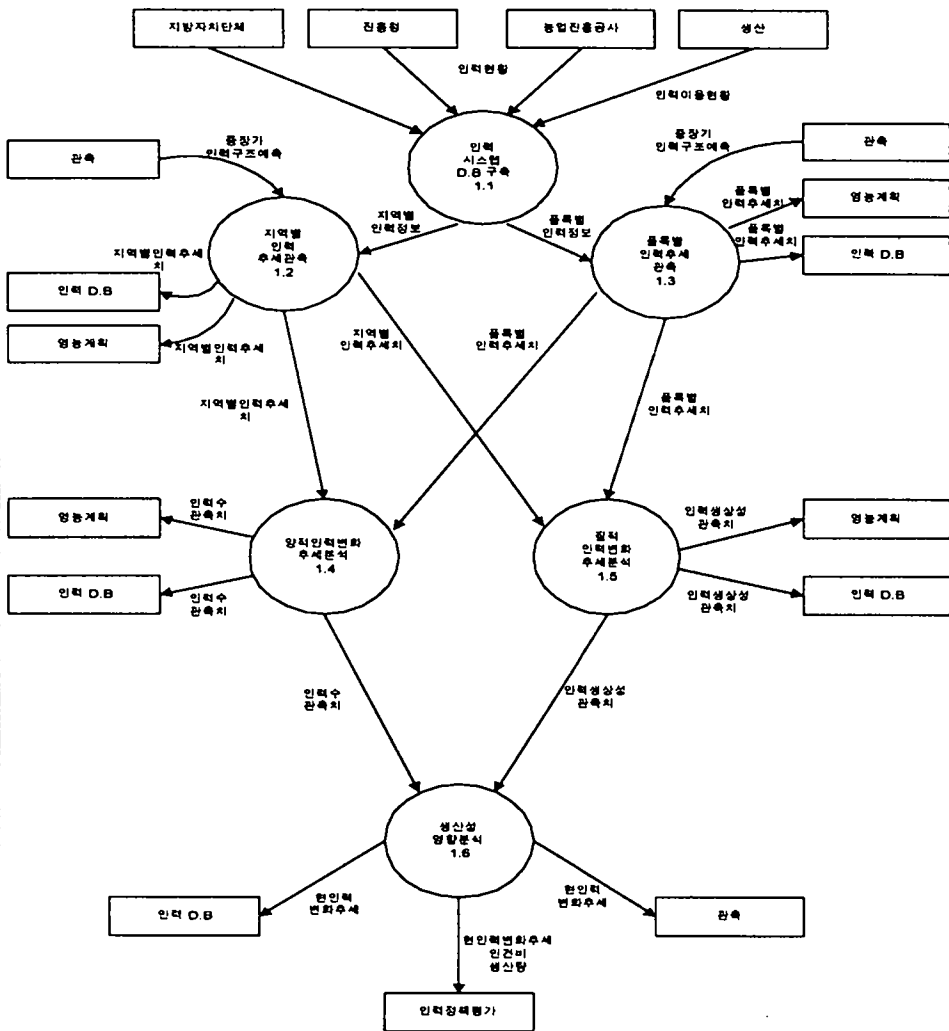 지방자치단체
진흥청
농업진흥공사
생산
인력현황
인력이용현황
인력
시스템
D.B 구축
1.1
관측
중장기
인력구조예측
중장기
인력구조예측
관측
지역별
인력정보
품목별
인력정보
지역별
인력
추세관측
1.2
품목별
인력추세
관측
1.3
품목별
인력추세치
영농계획
품목별
인력추세치
인력 D.B
지역별인력추세
치
인력 D.B
영농계획
지역별인력추세
치
지역별
인력추세치
품목별
인력추세치
지역별인력추세
치
품목별
인력추세치
영농계획
인력수
관측치
인력 D.B
인력수
관측치
양적인력변화
추세분석
1.4
질적
인력변화
추세분석
1.5
인력생상성
관측치
영농계획
인력생상성
관측치
인력 D.B
인력수
관측치
인력생상성
관측치
생산성
영향분석
1.6
인력 D.B
현인력
변화추세
현인력
변화추세
관측
현인력변화추세
인건비
생산량
인력정책평가